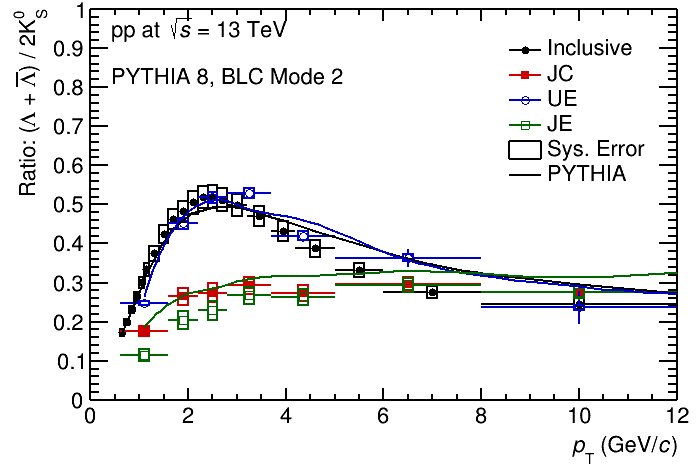 pp at √s = 13 TeV
PYTHIA 8, BLC Mode 2
Inclusive
JC
UE
JE
Sys. Error
PYTHIA
Ratio: (Λ + Λ̅) / 2K⁰_S
1
0.9
0.8
0.7
0.6
0.5
0.4
0.3
0.2
0.1
0
0 2 4 6 8 10 12
p_T (GeV/c)